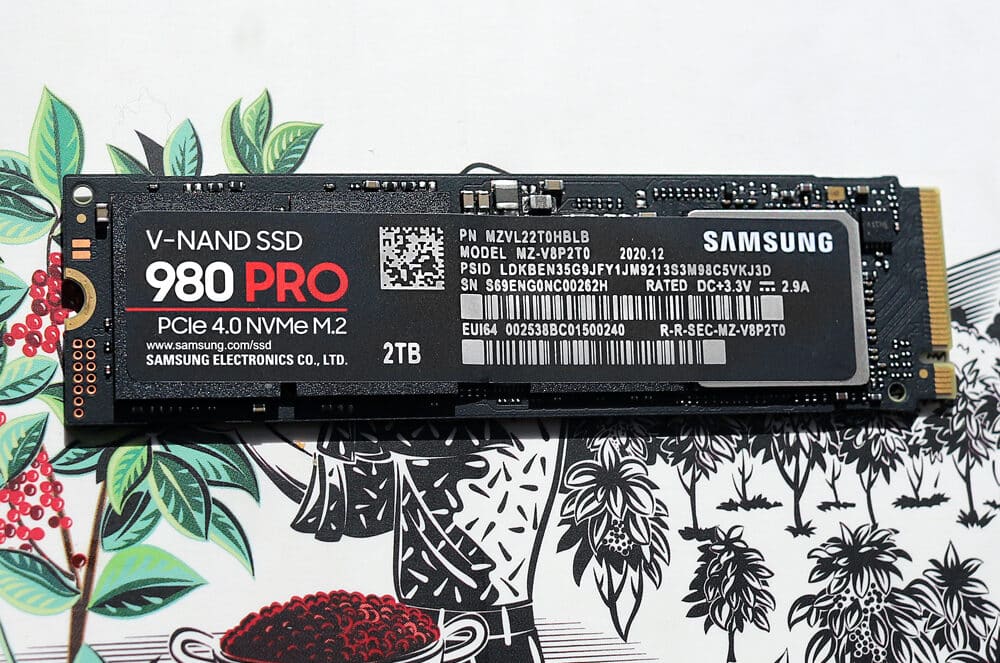 V-NAND SSD
980 PRO
PCIe 4.0 NVMe M.2
www.samsung.com/ssd
SAMSUNG ELECTRONICS CO., LTD.
2TB
PN MZVL22T0HBLB
MODEL MZ-V8P2T0 2020.12
PSID LDKBEN35G9JFY1JM9213S3M98C5VKJ3D
SN S69ENG0NC00262H RATED DC+3.3V ⎓ 2.9A
EUI64 002538BC01500240 R-R-SEC-MZ-V8P2T0
SAMSUNG